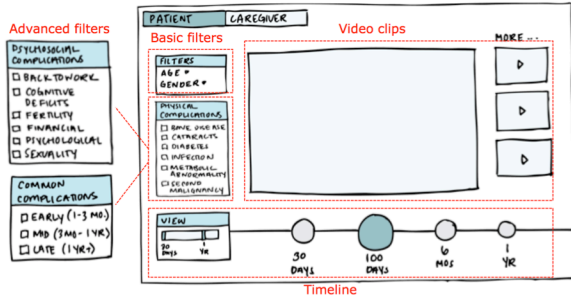 Advanced filters
PSYCHOSOCIAL
COMPLICATIONS
BACK TO WORK
COGNITIVE
DEFICITS
FERTILITY
FINANCIAL
PSYCHOLOGICAL
SEXUALITY
COMMON
COMPLICATIONS
EARLY (1-3 MO.)
MID (3MO-1YR)
LATE (1YR+)
PATIENT
CAREGIVER
Basic filters
FILTERS
AGE
GENDER
PHYSICAL
COMPLICATIONS
BONE DISEASE
CATARACTS
DIABETES
INFECTION
METABOLIC
ABNORMALITY
SECOND
MALIGNANCY
Video clips
MORE ...
VIEW
30
DAYS
1
YR
30
DAYS
100
DAYS
6
MOS
1
YR
Timeline